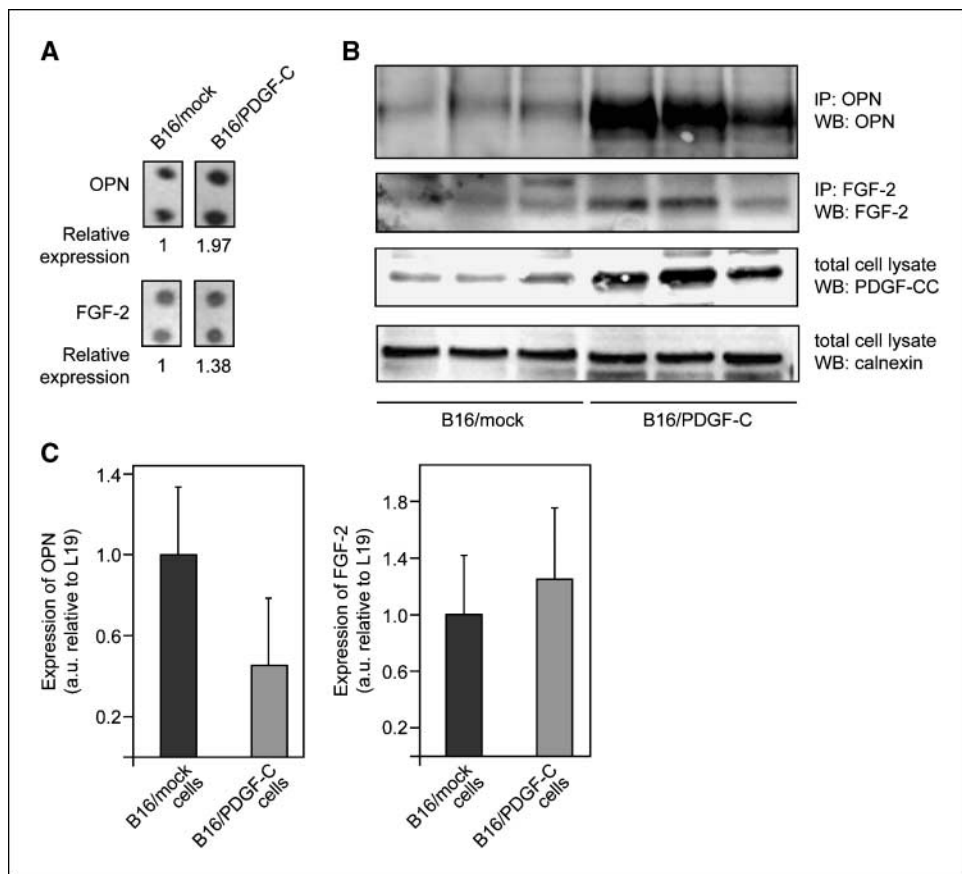 A
B16/mock
B16/PDGF-C
OPN
Relative
expression
1
1.97
FGF-2
Relative
expression
1
1.38
B
IP: OPN
WB: OPN
IP: FGF-2
WB: FGF-2
total cell lysate
WB: PDGF-CC
total cell lysate
WB: calnexin
B16/mock
B16/PDGF-C
C
Expression of OPN
(a.u. relative to L19)
1.4
1.0
0.6
0.2
B16/mock
cells
B16/PDGF-C
cells
Expression of FGF-2
(a.u. relative to L19)
1.8
1.4
1.0
0.6
0.2
B16/mock
cells
B16/PDGF-C
cells